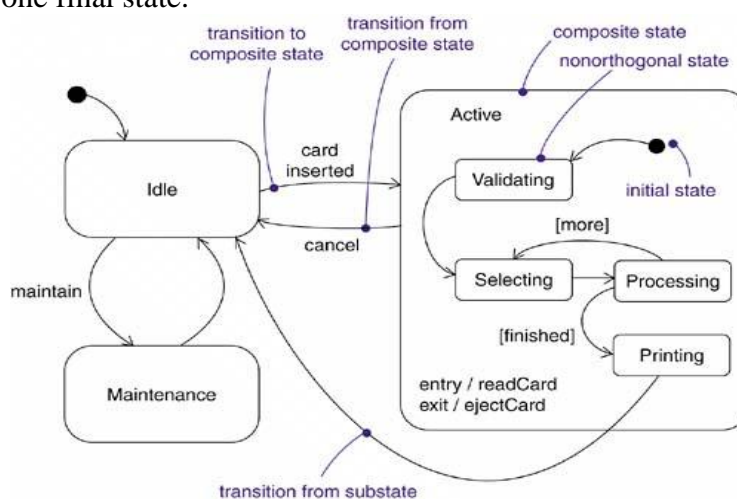 one final state.
transition to
composite state
transition from
composite state
composite state
nonorthogonal state
Active
card
inserted
Idle
Validating
initial state
[more]
cancel
Selecting
Processing
maintain
[finished]
Printing
Maintenance
entry / readCard
exit / ejectCard
transition from substate